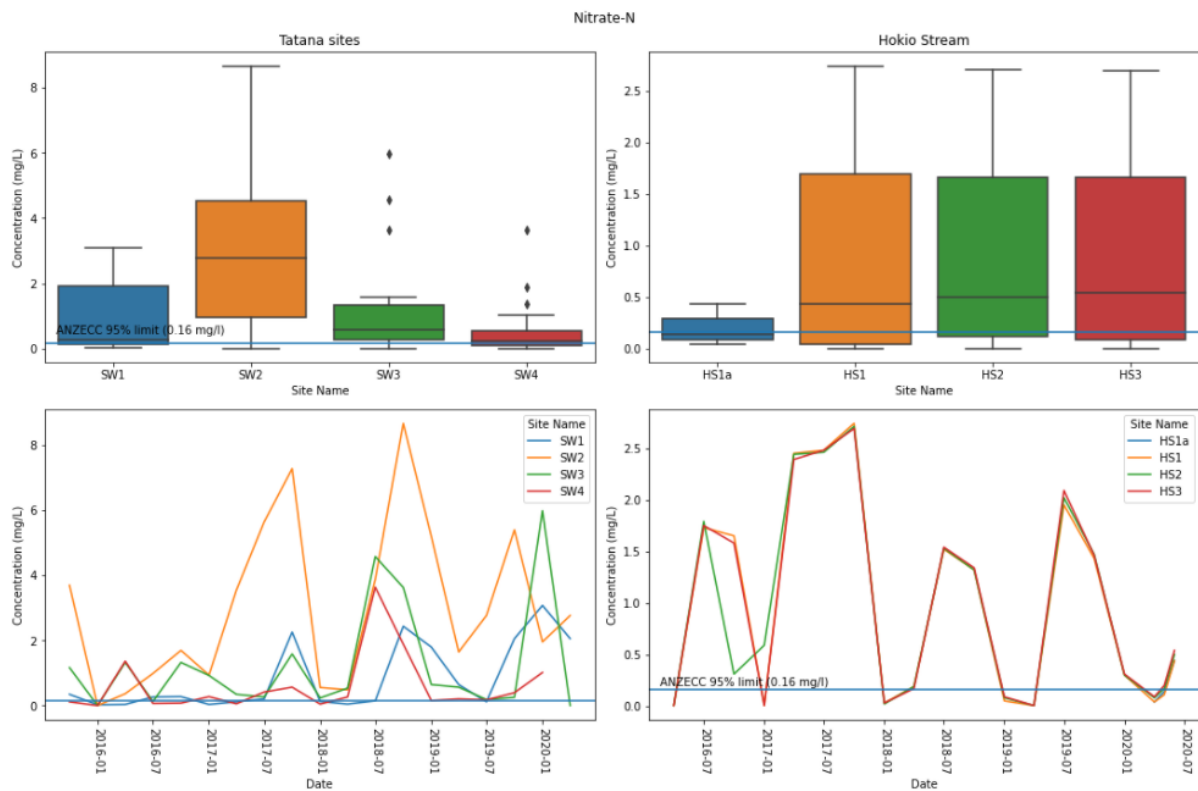 Nitrate-N
Tatana sites
Concentration (mg/L)
8
6
4
2
0
ANZECC 95% limit (0.16 mg/l)
SW1 SW2 SW3 SW4
Site Name
Hokio Stream
Concentration (mg/L)
2.5
2.0
1.5
1.0
0.5
0.0
HS1a HS1 HS2 HS3
Site Name
Concentration (mg/L)
8
6
4
2
0
Site Name
SW1
SW2
SW3
SW4
2016-01 2016-07 2017-01 2017-07 2018-01 2018-07 2019-01 2019-07 2020-01
Date
Concentration (mg/L)
2.5
2.0
1.5
1.0
0.5
0.0
Site Name
HS1a
HS1
HS2
HS3
ANZECC 95% limit (0.16 mg/l)
2016-07 2017-01 2017-07 2018-01 2018-07 2019-01 2019-07 2020-01 2020-07
Date